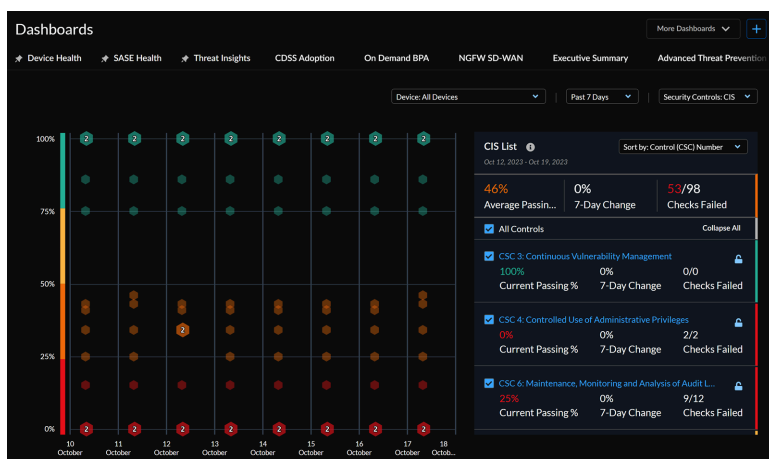 Dashboards
More Dashboards
+
Device Health SASE Health Threat Insights CDSS Adoption On Demand BPA NGFW SD-WAN Executive Summary Advanced Threat Prevention
Device: All Devices Past 7 Days Security Controls: CIS
100%
2 2 2 2 2 2 2 2
75%
50%
2
25%
0%
2 2 2 2 2 2 2 2
10 11 12 13 14 15 16 17 18
October October October October October October October October Octob...
CIS List
Sort by: Control (CSC) Number
Oct 12, 2023 - Oct 19, 2023
46% 0% 53/98
Average Passin... 7-Day Change Checks Failed
All Controls Collapse All
CSC 3: Continuous Vulnerability Management
100% 0% 0/0
Current Passing % 7-Day Change Checks Failed
CSC 4: Controlled Use of Administrative Privileges
0% 0% 2/2
Current Passing % 7-Day Change Checks Failed
CSC 6: Maintenance, Monitoring and Analysis of Audit L...
25% 0% 9/12
Current Passing % 7-Day Change Checks Failed